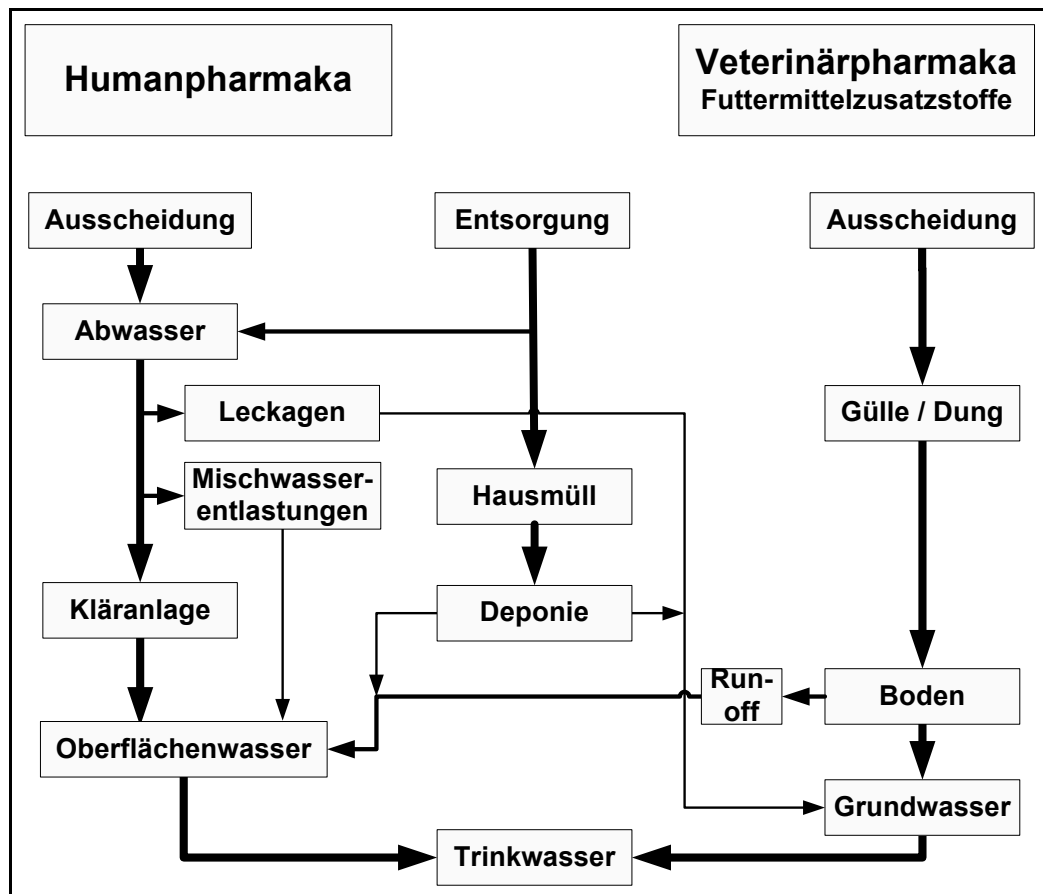 Humanpharmaka
Veterinärpharmaka
Futtermittelzusatzstoffe
Ausscheidung
Entsorgung
Ausscheidung
Abwasser
Leckagen
Gülle / Dung
Mischwasser-
entlastungen
Hausmüll
Kläranlage
Deponie
Run-
off
Boden
Oberflächenwasser
Grundwasser
Trinkwasser